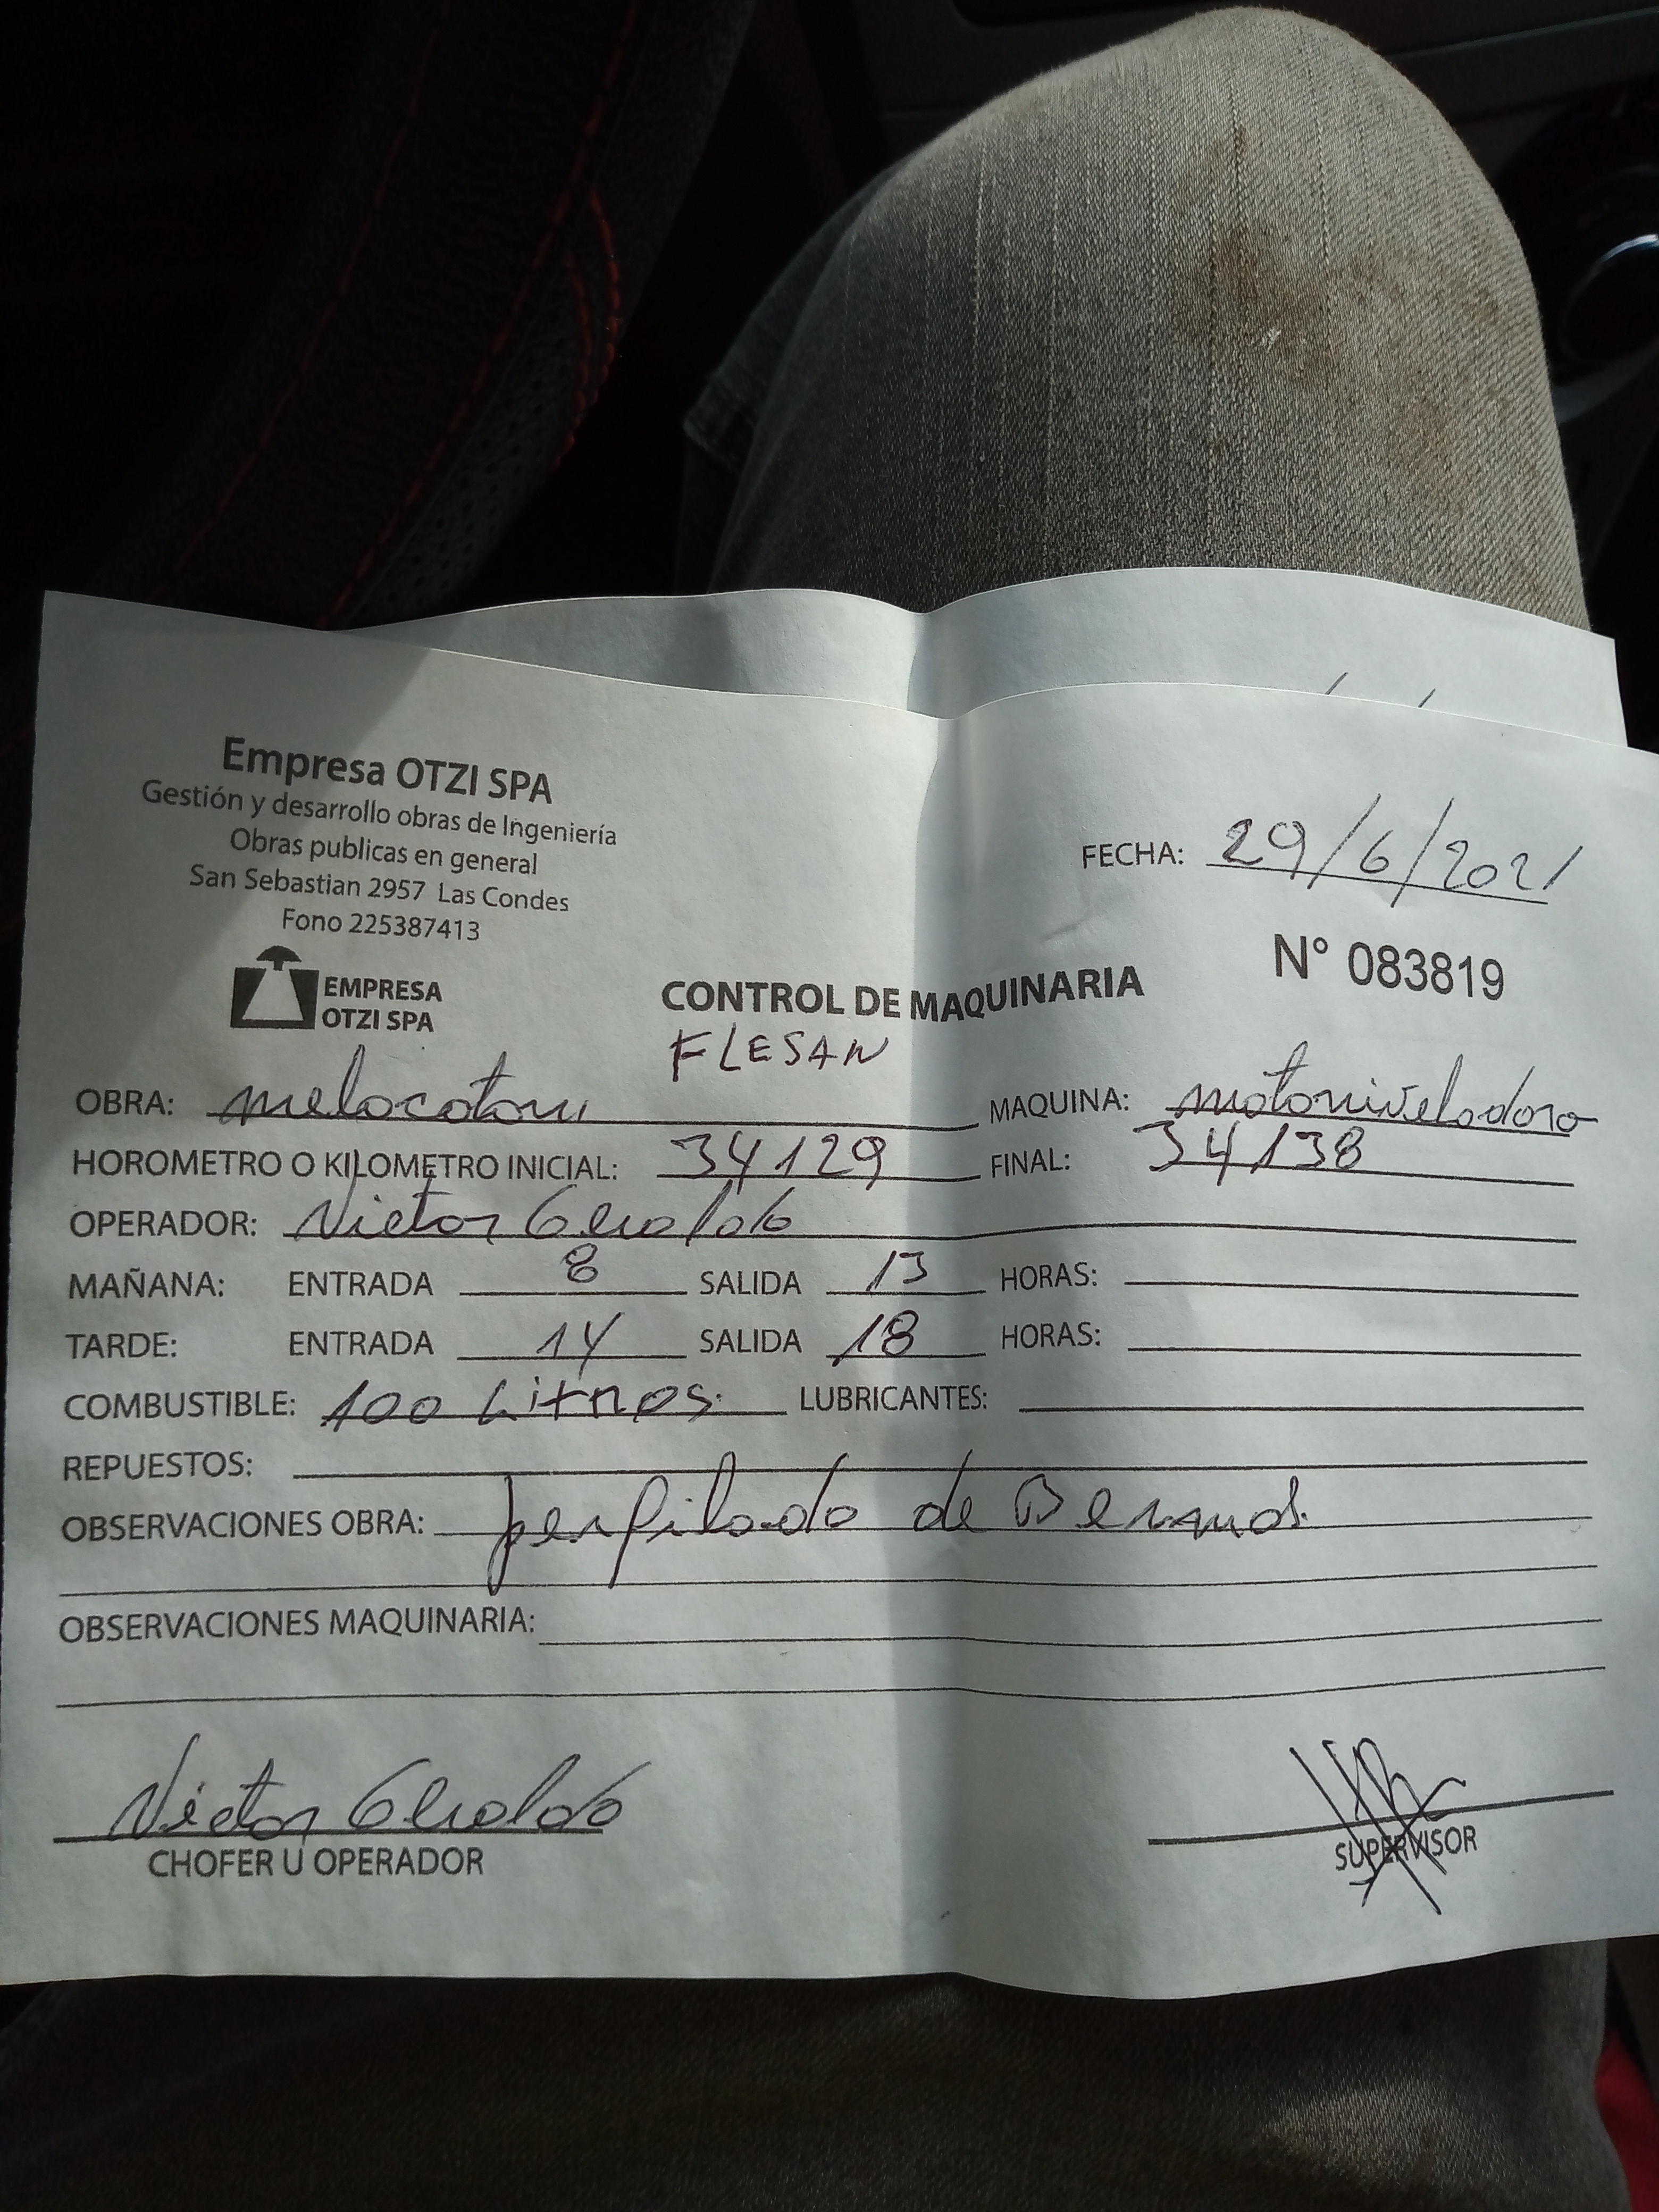 Empresa OTZI SPA
Gestión y desarrollo obras de Ingeniería
Obras publicas en general
San Sebastian 2957 Las Condes
Fono 225387413
EMPRESA
OTZI SPA
FECHA: 29/6/2021
N° 083819
CONTROL DE MAQUINARIA
FLESAN
OBRA: melocoton MAQUINA: motoniveladora
HOROMETRO O KILOMETRO INICIAL: 34129 FINAL: 34138
OPERADOR: Victor
MAÑANA: ENTRADA 8 SALIDA 13 HORAS:
TARDE: ENTRADA 14 SALIDA 18 HORAS:
COMBUSTIBLE: 100 Litros. LUBRICANTES:
REPUESTOS:
OBSERVACIONES OBRA: perfilado de
OBSERVACIONES MAQUINARIA:
Victor
CHOFER U OPERADOR
SUPERVISOR